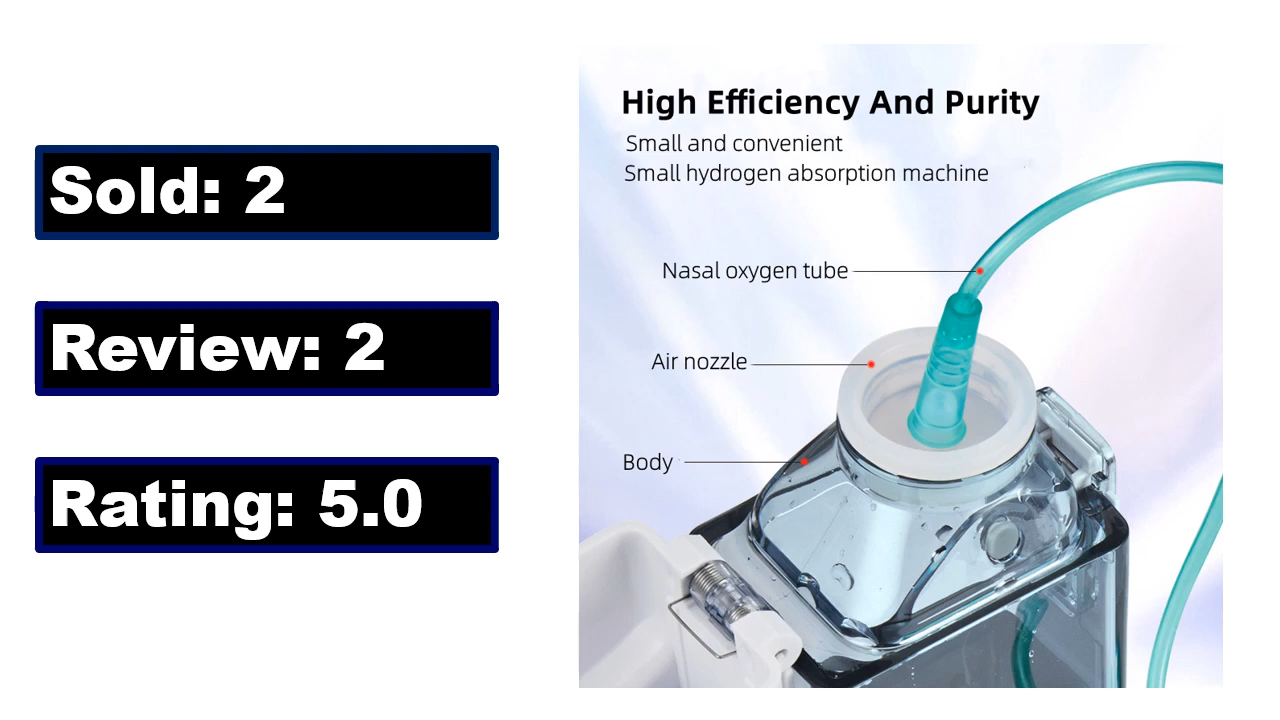 Sold: 2
Review: 2
Rating: 5.0
High Efficiency And Purity
Small and convenient
Small hydrogen absorption machine
Nasal oxygen tube
Air nozzle
Body